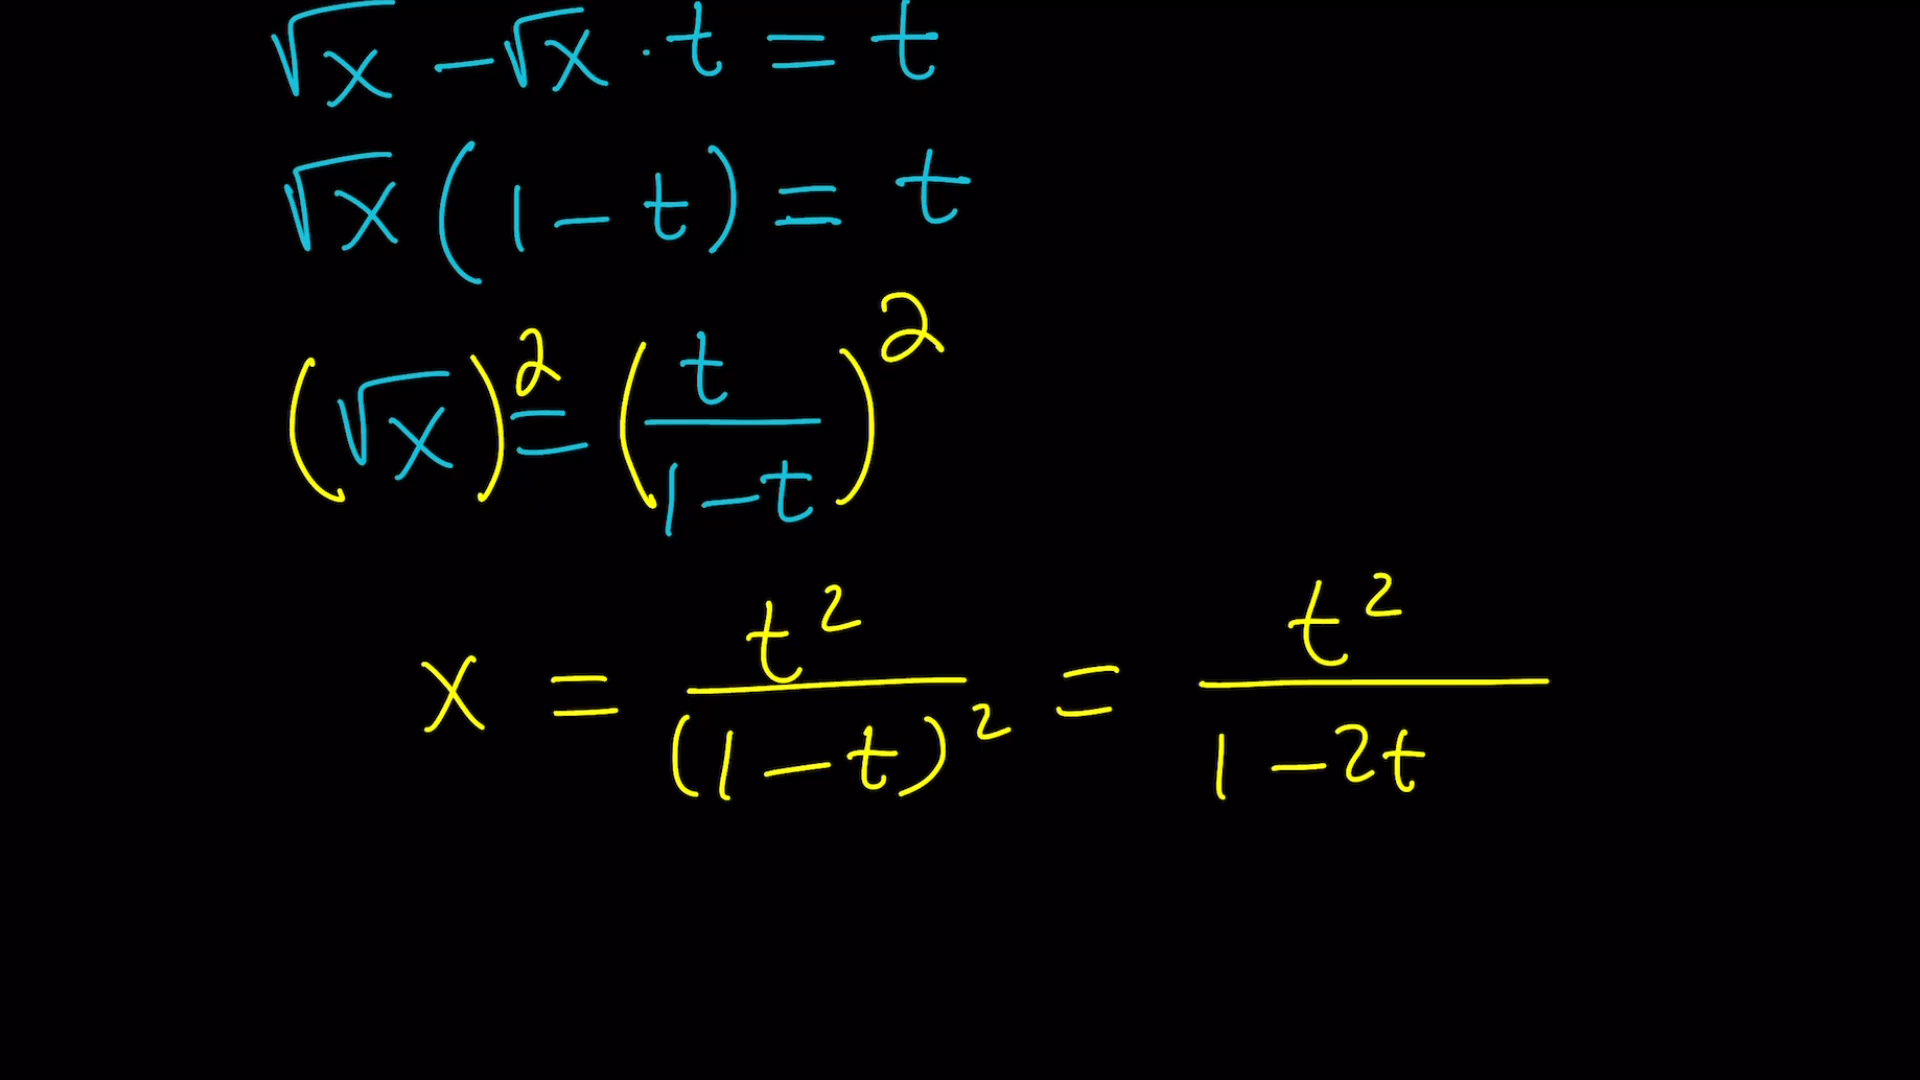 √x - √x · t = t
√x (1 - t) = t
(√x)² = (t/(1-t))²
x = t²/(1-t)² = t²/(1-2t